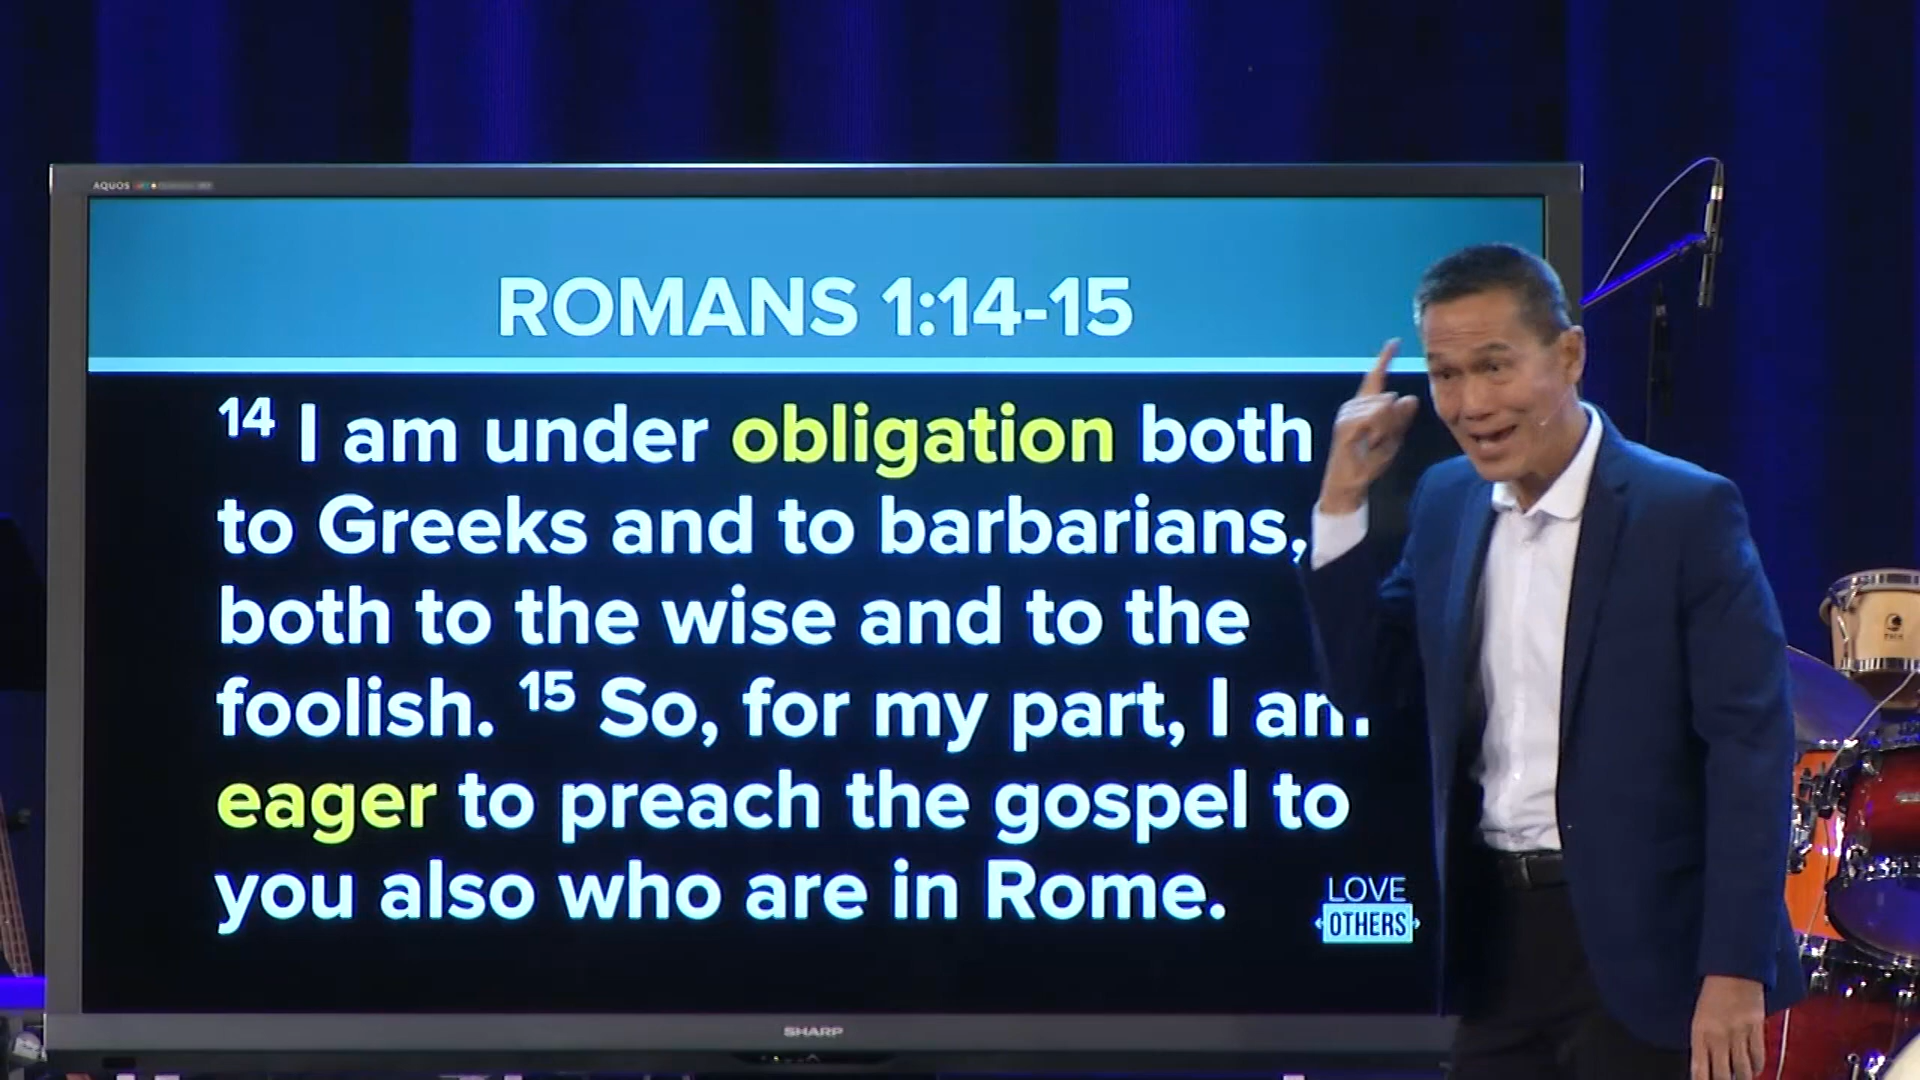 AQUOS
ROMANS 1:14-15
14 I am under obligation both
to Greeks and to barbarians,
both to the wise and to the
foolish. 15 So, for my part, I am
eager to preach the gospel to
you also who are in Rome.
LOVE
OTHERS
SHARP